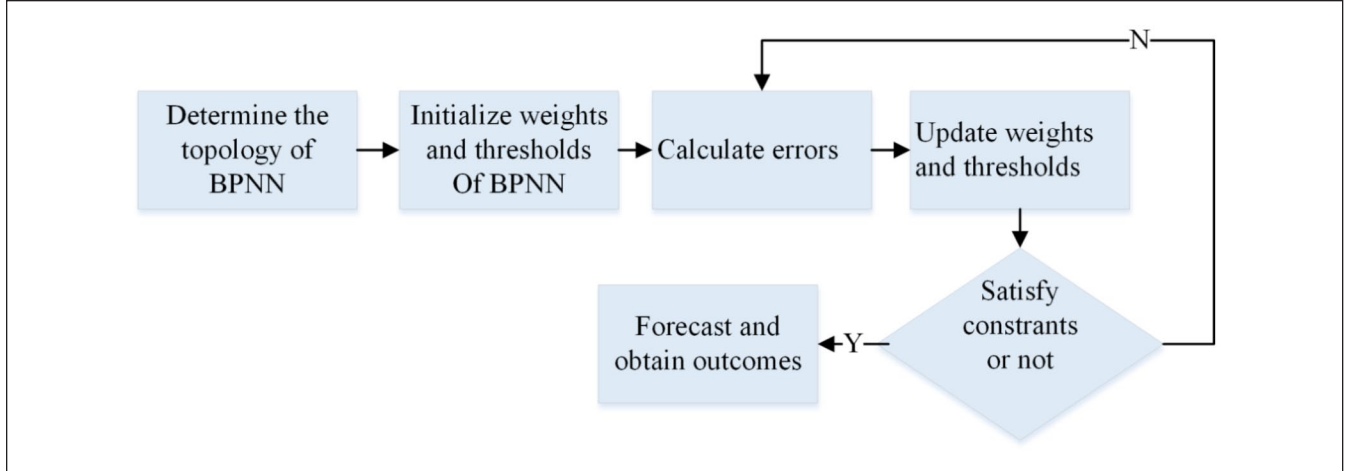 Determine the
topology of
BPNN
Initialize weights
and thresholds
Of BPNN
Calculate errors
Update weights
and thresholds
N
Satisfy
constrants
or not
Y
Forecast and
obtain outcomes